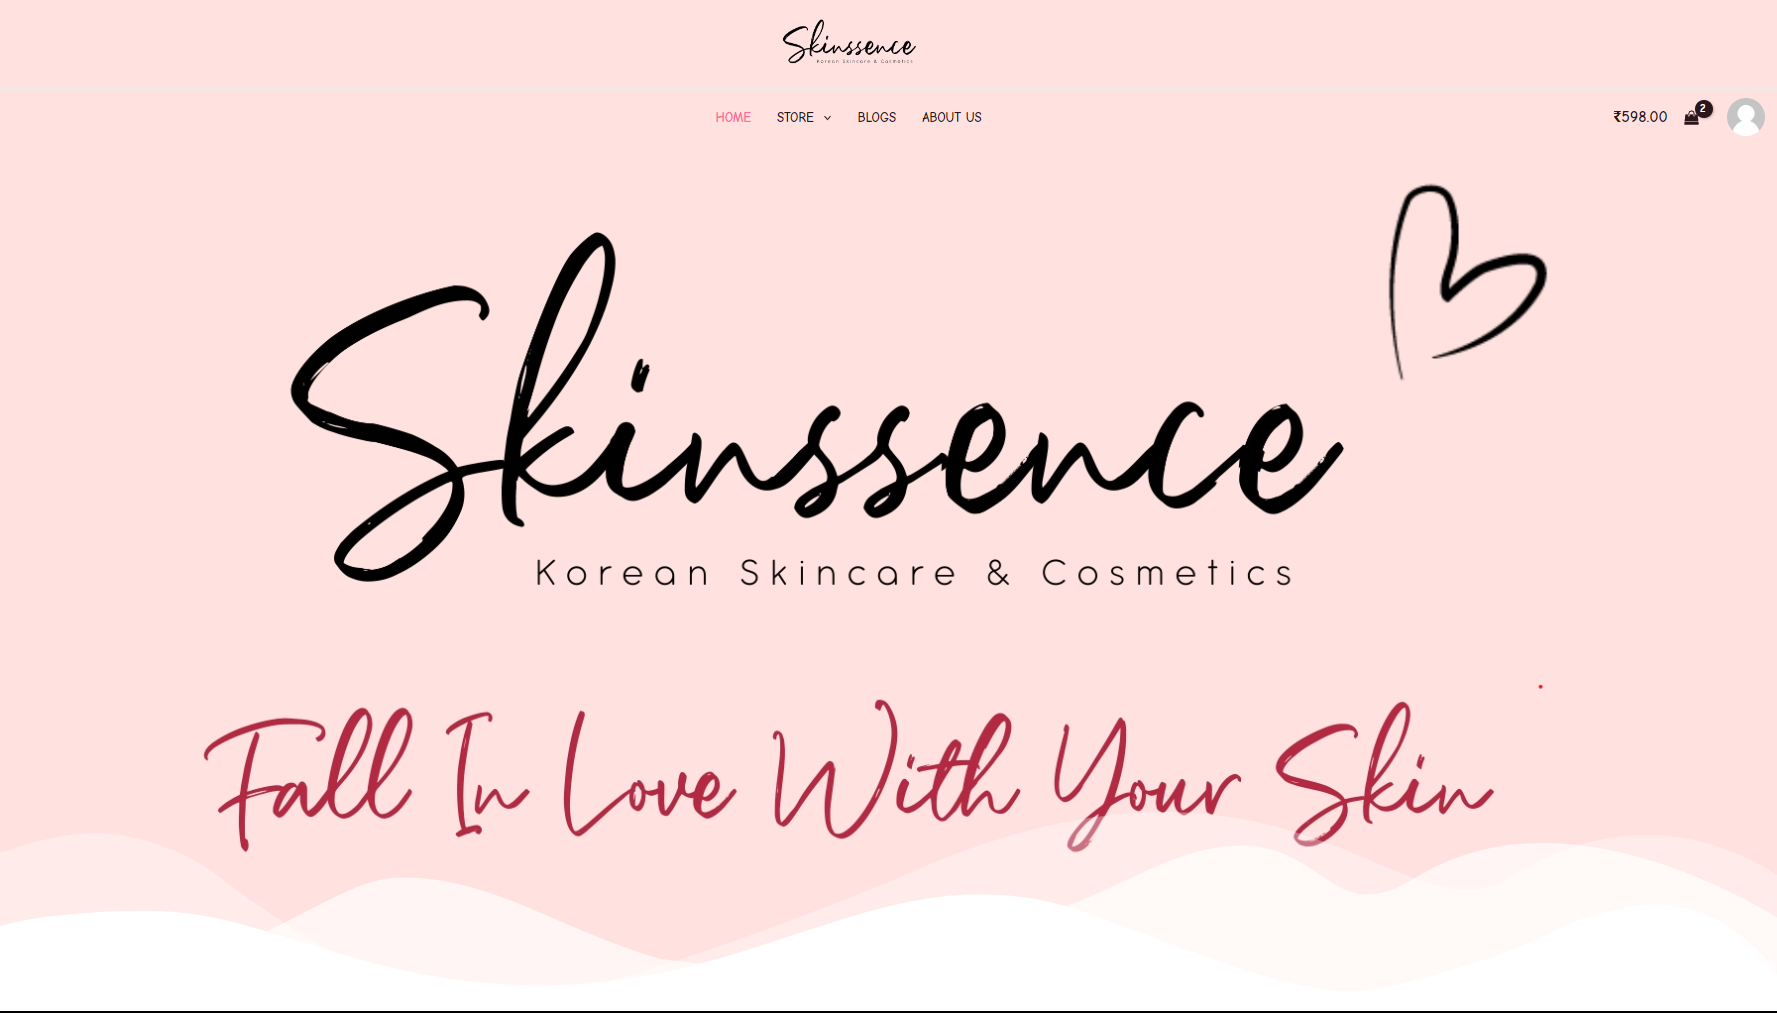 Skinssence
Korean Skincare & Cosmetics
HOME STORE BLOGS ABOUT US ₹598.00 2
Skinssence
Korean Skincare & Cosmetics
Fall In Love With Your Skin